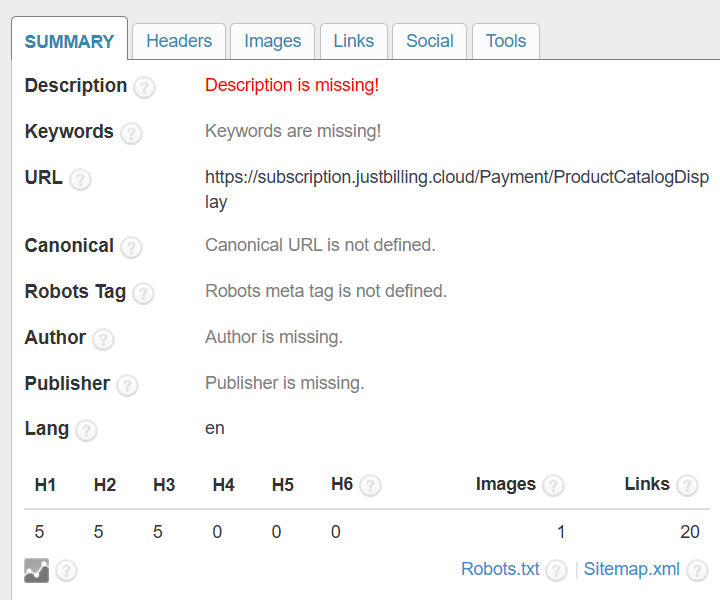 SUMMARY Headers Images Links Social Tools
Description ? Description is missing!
Keywords ? Keywords are missing!
URL ? https://subscription.justbilling.cloud/Payment/ProductCatalogDisp
lay
Canonical ? Canonical URL is not defined.
Robots Tag ? Robots meta tag is not defined.
Author ? Author is missing.
Publisher ? Publisher is missing.
Lang ? en
H1 H2 H3 H4 H5 H6 ? Images ? Links ?
5 5 5 0 0 0 1 20
? Robots.txt ? | Sitemap.xml ?